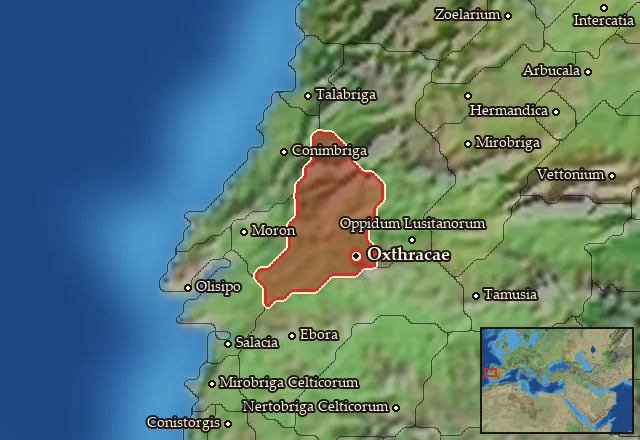 Zoelarium
Intercatia
Arbucala
Talabriga
Hermandica
Mirobriga
Conimbriga
Vettonium
Oppidum Lusitanorum
Moron
Oxthracae
Olisipo
Tamusia
Ebora
Salacia
Mirobriga Celticorum
Nertobriga Celticorum
Conistorgis